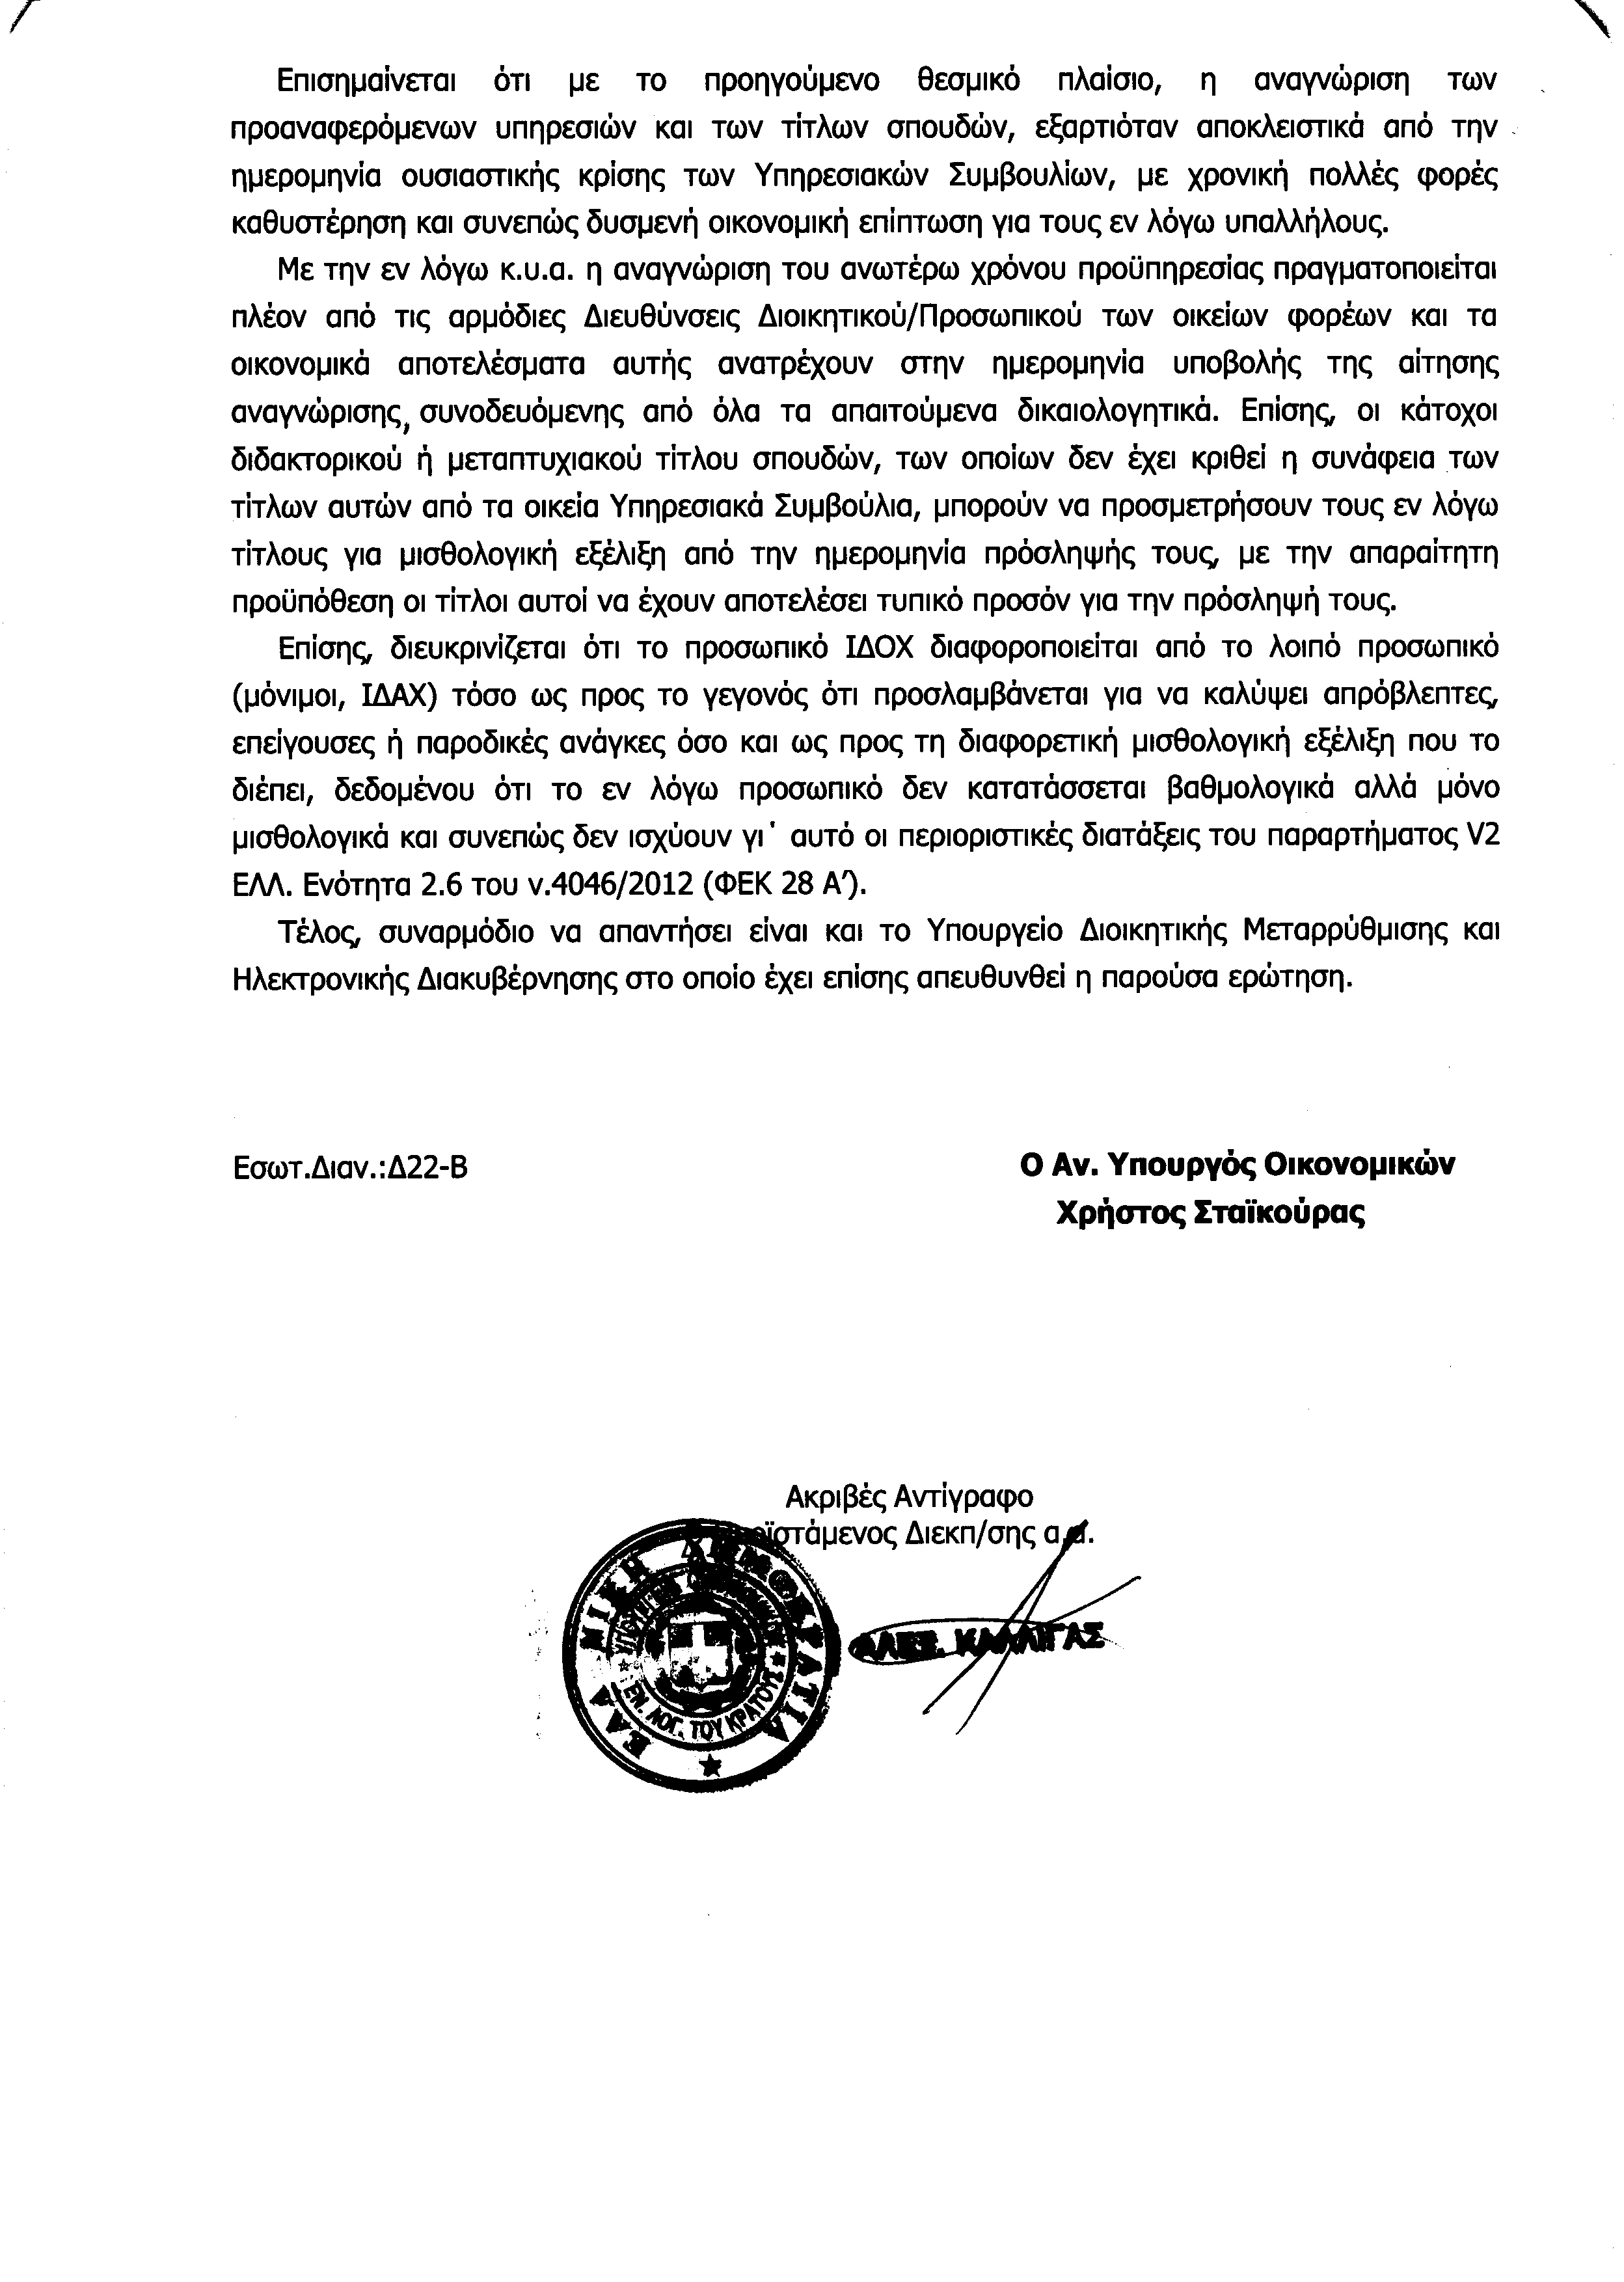 Επισημαίνεται ότι με το προηγούμενο θεσμικό πλαίσιο, η αναγνώριση των
προαναφερόμενων υπηρεσιών και των τίτλων σπουδών, εξαρτιόταν αποκλειστικά από την
ημερομηνία ουσιαστικής κρίσης των Υπηρεσιακών Συμβουλίων, με χρονική πολλές φορές
καθυστέρηση και συνεπώς δυσμενή οικονομική επίπτωση για τους εν λόγω υπαλλήλους.
Με την εν λόγω κ.υ.α. η αναγνώριση του ανωτέρω χρόνου προϋπηρεσίας πραγματοποιείται
πλέον από τις αρμόδιες Διευθύνσεις Διοικητικού/Προσωπικού των οικείων φορέων και τα
οικονομικά αποτελέσματα αυτής ανατρέχουν στην ημερομηνία υποβολής της αίτησης
αναγνώρισης, συνοδευόμενης από όλα τα απαιτούμενα δικαιολογητικά. Επίσης, οι κάτοχοι
διδακτορικού ή μεταπτυχιακού τίτλου σπουδών, των οποίων δεν έχει κριθεί η συνάφεια των
τίτλων αυτών από τα οικεία Υπηρεσιακά Συμβούλια, μπορούν να προσμετρήσουν τους εν λόγω
τίτλους για μισθολογική εξέλιξη από την ημερομηνία πρόσληψής τους, με την απαραίτητη
προϋπόθεση οι τίτλοι αυτοί να έχουν αποτελέσει τυπικό προσόν για την πρόσληψή τους.
Επίσης, διευκρινίζεται ότι το προσωπικό ΙΔΟΧ διαφοροποιείται από το λοιπό προσωπικό
(μόνιμοι, ΙΔΑΧ) τόσο ως προς το γεγονός ότι προσλαμβάνεται για να καλύψει απρόβλεπτες,
επείγουσες ή παροδικές ανάγκες όσο και ως προς τη διαφορετική μισθολογική εξέλιξη που το
διέπει, δεδομένου ότι το εν λόγω προσωπικό δεν κατατάσσεται βαθμολογικά αλλά μόνο
μισθολογικά και συνεπώς δεν ισχύουν γι΄ αυτό οι περιοριστικές διατάξεις του παραρτήματος V2
ΕΛΛ. Ενότητα 2.6 του ν.4046/2012 (ΦΕΚ 28 Α΄).
Τέλος, συναρμόδιο να απαντήσει είναι και το Υπουργείο Διοικητικής Μεταρρύθμισης και
Ηλεκτρονικής Διακυβέρνησης στο οποίο έχει επίσης απευθυνθεί η παρούσα ερώτηση.
Εσωτ.Διαν.:Δ22-Β
Ο Αν. Υπουργός Οικονομικών
Χρήστος Σταϊκούρας
Ακριβές Αντίγραφο
Διεκπ/σης α.α.
ΑΛΕΞ. ΚΑΛΛΙΓΑΣ
ΕΛΛΗΝΙΚΗ ΔΗΜΟΚΡΑΤΙΑ
ΓΕΝ. ΛΟΓ. ΤΟΥ ΚΡΑΤΟΥΣ